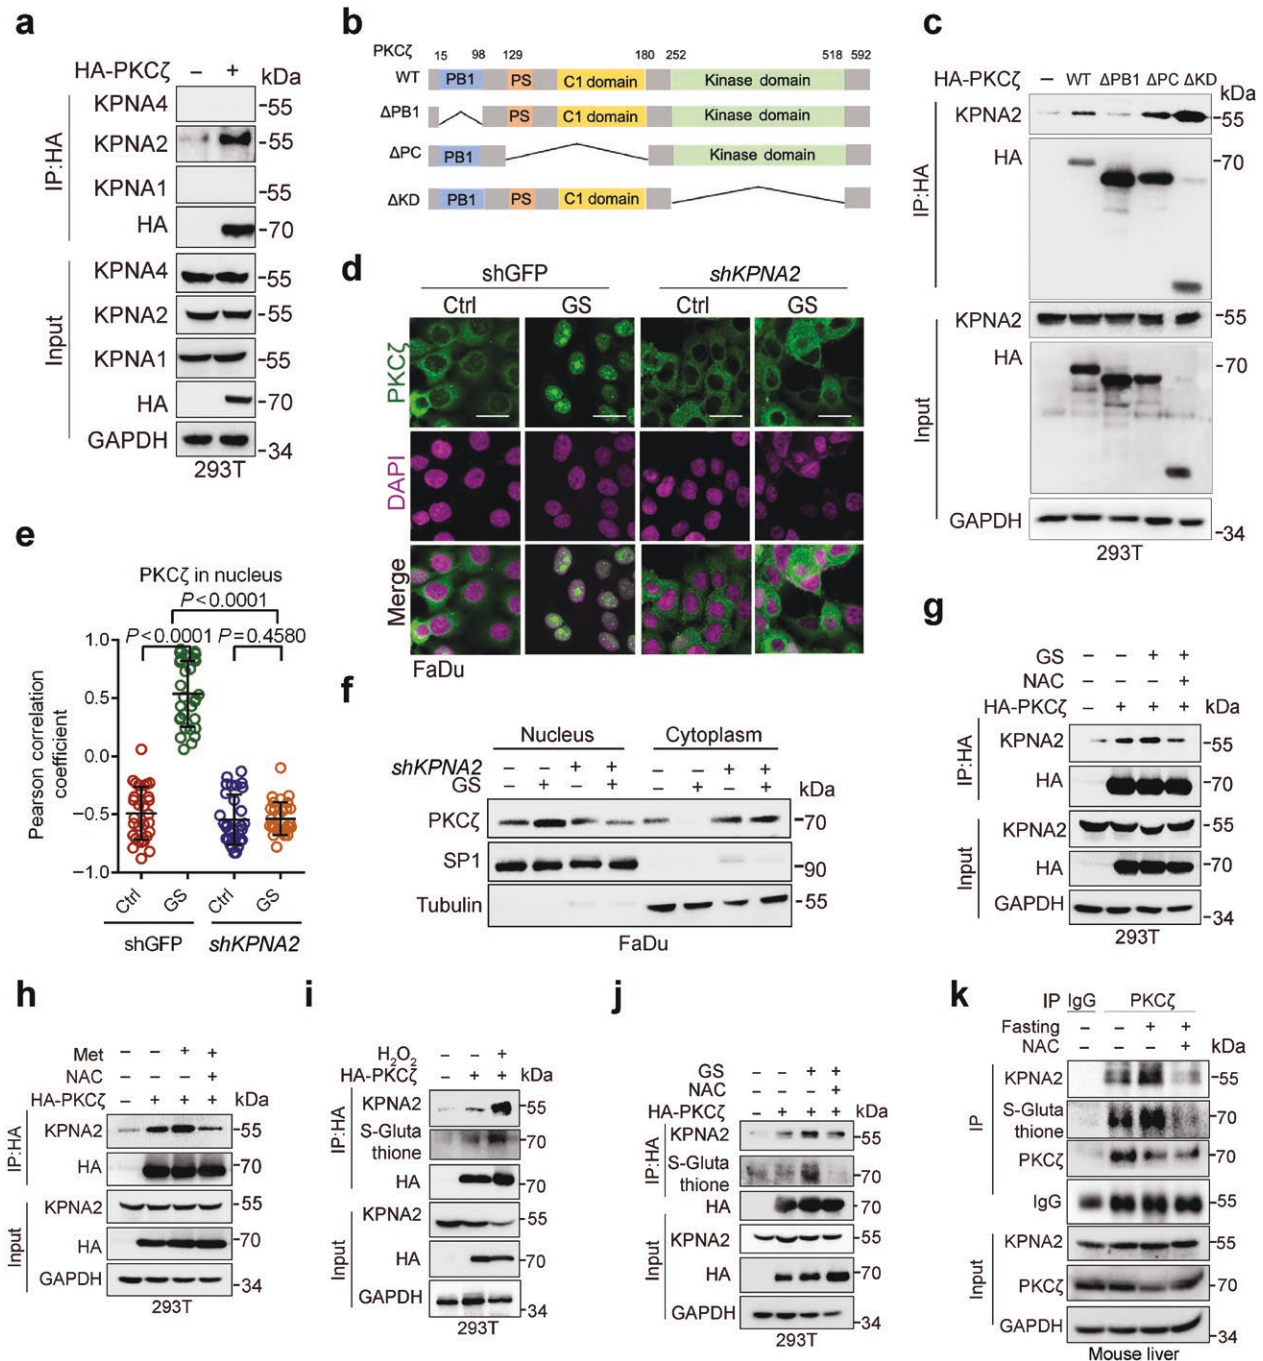 a
HA-PKCζ − + kDa
IP:HA
KPNA4 -55
KPNA2 -55
KPNA1 -55
HA -70
Input
KPNA4 -55
KPNA2 -55
KPNA1 -55
HA -70
GAPDH -34
293T
b
PKCζ 15 98 129 180 252 518 592
WT PB1 PS C1 domain Kinase domain
ΔPB1 PS C1 domain Kinase domain
ΔPC PB1 Kinase domain
ΔKD PB1 PS C1 domain
c
HA-PKCζ − WT ΔPB1 ΔPC ΔKD
kDa
IP:HA
KPNA2 -55
HA -70
Input
KPNA2 -55
HA -70
GAPDH -34
293T
d
shGFP shKPNA2
Ctrl GS Ctrl GS
PKCζ
DAPI
Merge
FaDu
e
PKCζ in nucleus
P<0.0001
P<0.0001 P=0.4580
Pearson correlation
coefficient
1.0
0.5
0.0
−0.5
−1.0
Ctrl GS Ctrl GS
shGFP shKPNA2
f
Nucleus Cytoplasm
shKPNA2 − − + + − − + +
GS − + − + − + − + kDa
PKCζ -70
SP1 -90
Tubulin -55
FaDu
g
GS − − + +
NAC − − − +
HA-PKCζ − + + + kDa
IP:HA
KPNA2 -55
HA -70
Input
KPNA2 -55
HA -70
GAPDH -34
293T
h
Met − − + +
NAC − − − +
HA-PKCζ − + + + kDa
IP:HA
KPNA2 -55
HA -70
Input
KPNA2 -55
HA -70
GAPDH -34
293T
i
H2O2 − − +
HA-PKCζ − + + kDa
IP:HA
KPNA2 -55
S-Gluta
thione -70
HA -70
Input
KPNA2 -55
HA -70
GAPDH -34
293T
j
GS − − + +
NAC − − − +
HA-PKCζ − + + + kDa
IP:HA
KPNA2 -55
S-Gluta
thione -70
HA -70
Input
KPNA2 -55
HA -70
GAPDH -34
293T
k
IP IgG PKCζ
Fasting − − + +
NAC − − − + kDa
IP
KPNA2 -55
S-Gluta
thione -70
PKCζ -70
IgG -55
Input
KPNA2 -55
PKCζ -70
GAPDH -34
Mouse liver